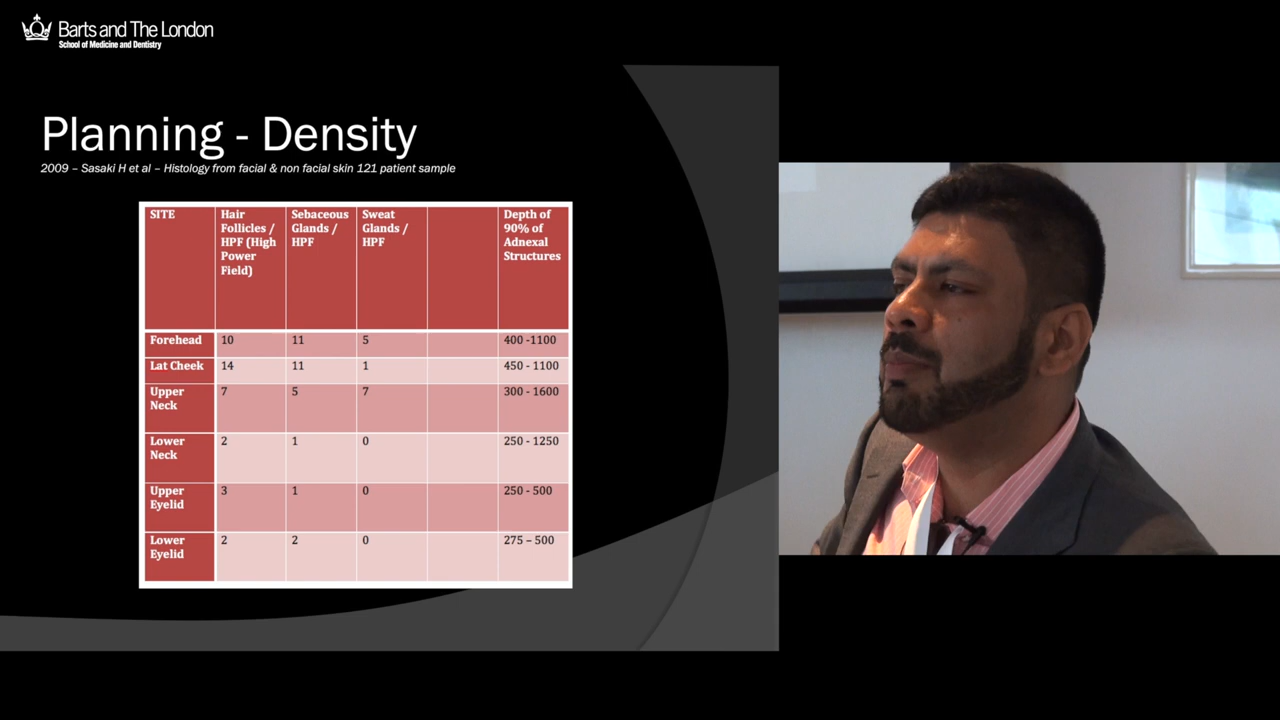 Barts and The London
School of Medicine and Dentistry
Planning - Density
2009 – Sasaki H et al – Histology from facial & non facial skin 121 patient sample
SITE
Hair
Follicles /
HPF (High
Power
Field)
Sebaceous
Glands /
HPF
Sweat
Glands /
HPF
Depth of
90% of
Adnexal
Structures
Forehead 10 11 5 400 -1100
Lat Cheek 14 11 1 450 - 1100
Upper
Neck
7 5 7 300 - 1600
Lower
Neck
2 1 0 250 - 1250
Upper
Eyelid
3 1 0 250 - 500
Lower
Eyelid
2 2 0 275 – 500